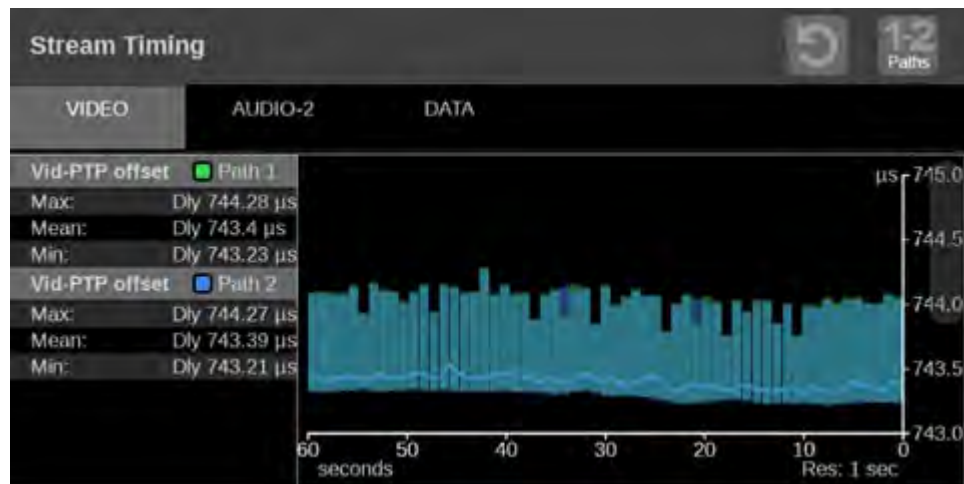 Stream Timing
1-2
Paths
VIDEO AUDIO-2 DATA
Vid-PTP offset Path 1
Max: Dly 744.28 µs
Mean: Dly 743.4 µs
Min: Dly 743.23 µs
Vid-PTP offset Path 2
Max: Dly 744.27 µs
Mean: Dly 743.39 µs
Min: Dly 743.21 µs
µs 745.0
744.5
744.0
743.5
743.0
60 50 40 30 20 10 0
seconds Res: 1 sec